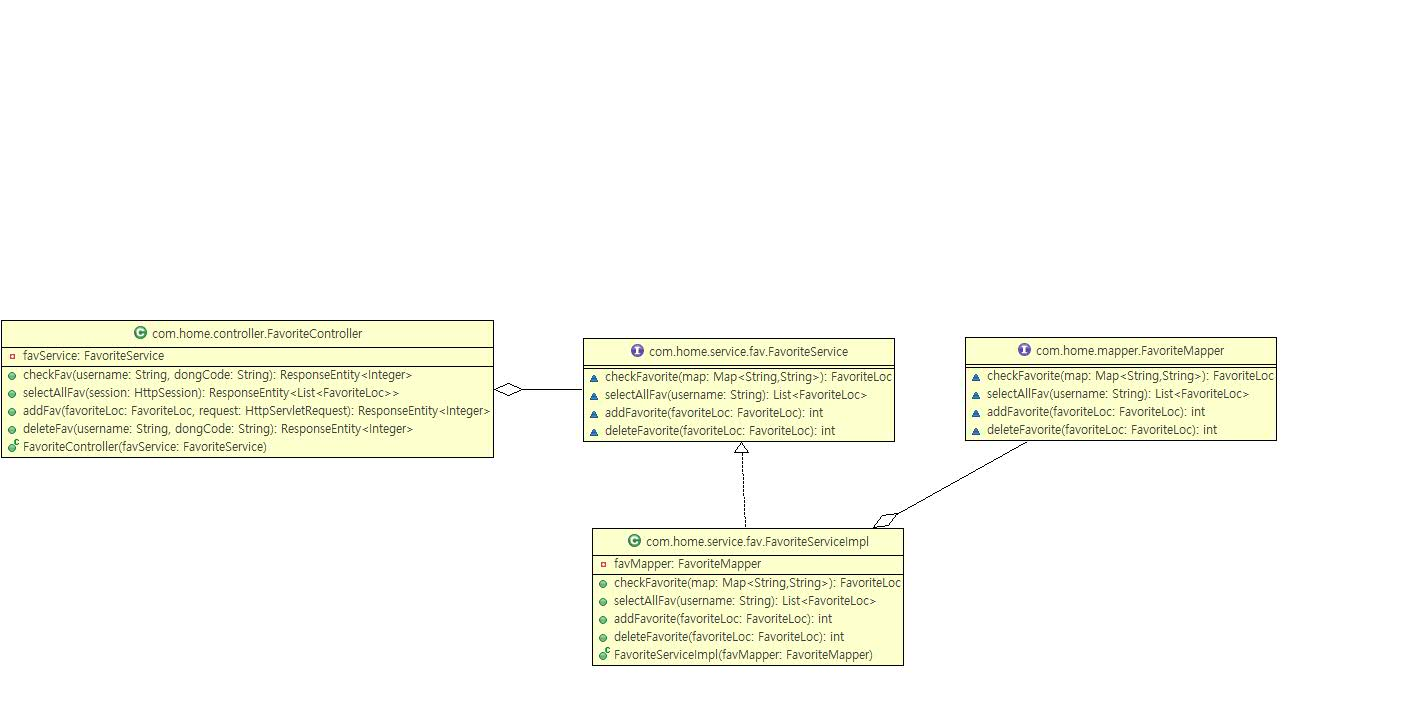 com.home.controller.FavoriteController
favService: FavoriteService
checkFav(username: String, dongCode: String): ResponseEntity<Integer>
selectAllFav(session: HttpSession): ResponseEntity<List<FavoriteLoc>>
addFav(favoriteLoc: FavoriteLoc, request: HttpServletRequest): ResponseEntity<Integer>
deleteFav(username: String, dongCode: String): ResponseEntity<Integer>
FavoriteController(favService: FavoriteService)
com.home.service.fav.FavoriteService
checkFavorite(map: Map<String,String>): FavoriteLoc
selectAllFav(username: String): List<FavoriteLoc>
addFavorite(favoriteLoc: FavoriteLoc): int
deleteFavorite(favoriteLoc: FavoriteLoc): int
com.home.mapper.FavoriteMapper
checkFavorite(map: Map<String,String>): FavoriteLoc
selectAllFav(username: String): List<FavoriteLoc>
addFavorite(favoriteLoc: FavoriteLoc): int
deleteFavorite(favoriteLoc: FavoriteLoc): int
com.home.service.fav.FavoriteServiceImpl
favMapper: FavoriteMapper
checkFavorite(map: Map<String,String>): FavoriteLoc
selectAllFav(username: String): List<FavoriteLoc>
addFavorite(favoriteLoc: FavoriteLoc): int
deleteFavorite(favoriteLoc: FavoriteLoc): int
FavoriteServiceImpl(favMapper: FavoriteMapper)